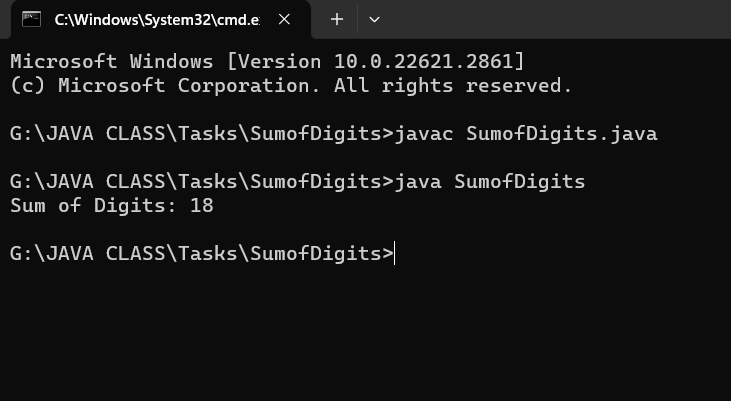 C:\Windows\System32\cmd.e
Microsoft Windows [Version 10.0.22621.2861]
(c) Microsoft Corporation. All rights reserved.
G:\JAVA CLASS\Tasks\SumofDigits>javac SumofDigits.java
G:\JAVA CLASS\Tasks\SumofDigits>java SumofDigits
Sum of Digits: 18
G:\JAVA CLASS\Tasks\SumofDigits>